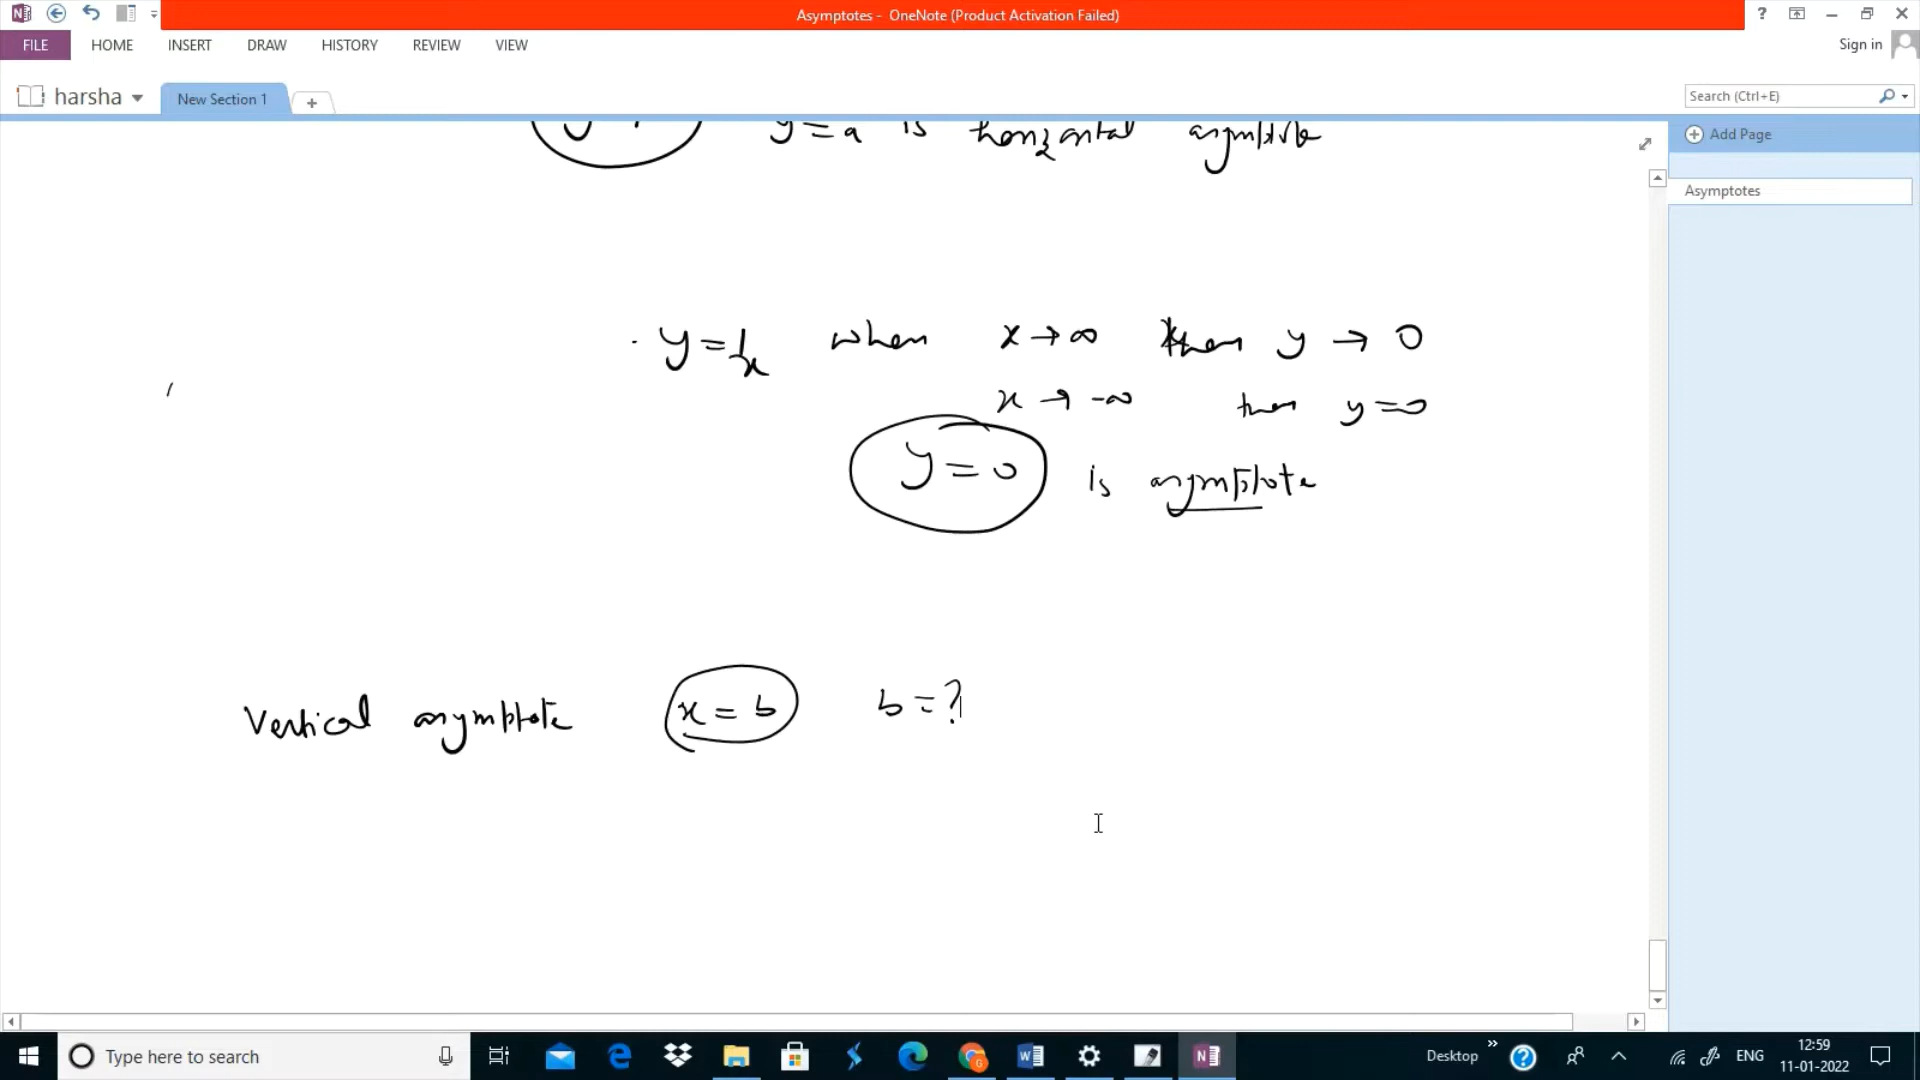 Asymptotes - OneNote (Product Activation Failed)
?
FILE HOME INSERT DRAW HISTORY REVIEW VIEW
Sign in
harsha
New Section 1
Search (Ctrl+E)
Add Page
Asymptotes
y = a is horizontal asymptote
y = 1/x when x → ∞ then y → 0
x → -∞ then y = 0
y = 0 is asymptote
Vertical asymptote x = b b = ?
Type here to search
Desktop
ENG
12:59
11-01-2022